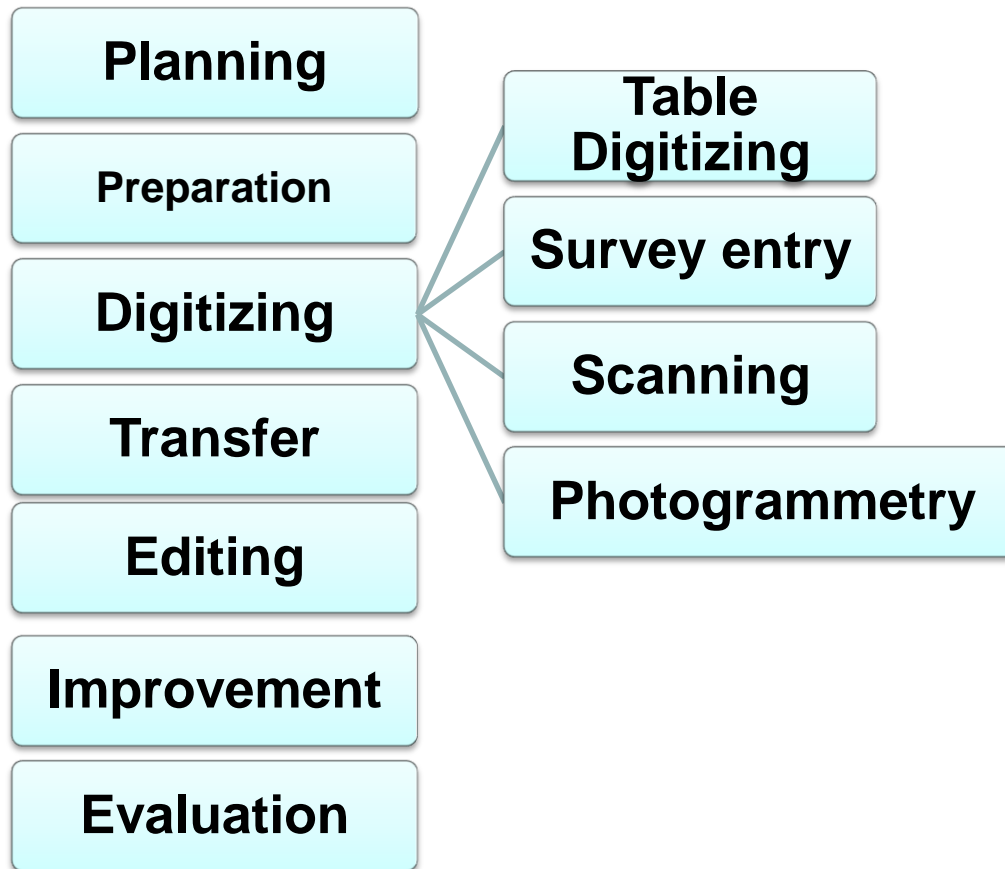 Planning
Preparation
Digitizing
Transfer
Editing
Improvement
Evaluation
Table
Digitizing
Survey entry
Scanning
Photogrammetry